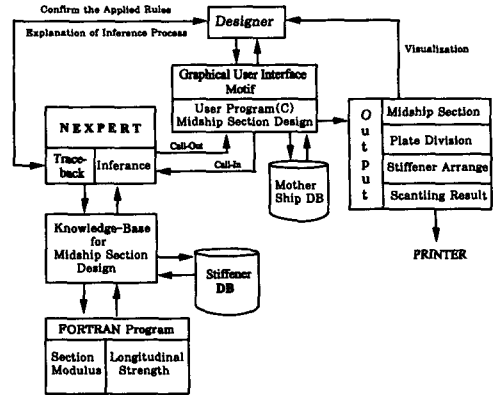 Confirm the Applied Rules
Explanation of Inference Process
Designer
Visualization
Graphical User Interface
Motif
User Program(C)
Midship Section Design
NEXPERT
Trace-
back
Inferance
Call-Out
Call-In
Mother
Ship DB
Output
Midship Section
Plate Division
Stiffener Arrange
Scantling Result
PRINTER
Knowledge-Base
for
Midship Section
Design
Stiffener
DB
FORTRAN Program
Section
Modulus
Longitudinal
Strength